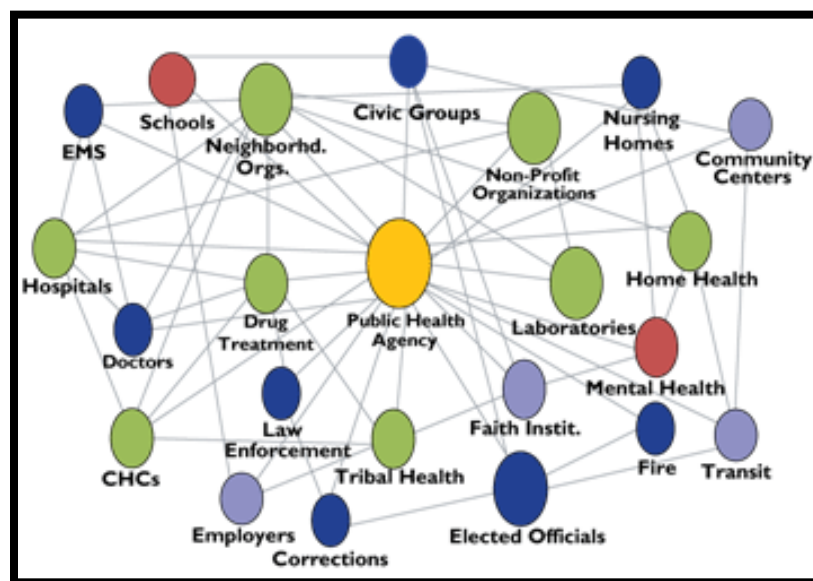 Civic Groups
Schools
EMS
Neighborhd.
Orgs.
Nursing
Homes
Community
Centers
Non-Profit
Organizations
Hospitals
Home Health
Drug
Treatment
Public Health
Agency
Laboratories
Doctors
Mental Health
Law
Enforcement
Faith Instit.
CHCs
Tribal Health
Fire
Transit
Employers
Corrections
Elected Officials